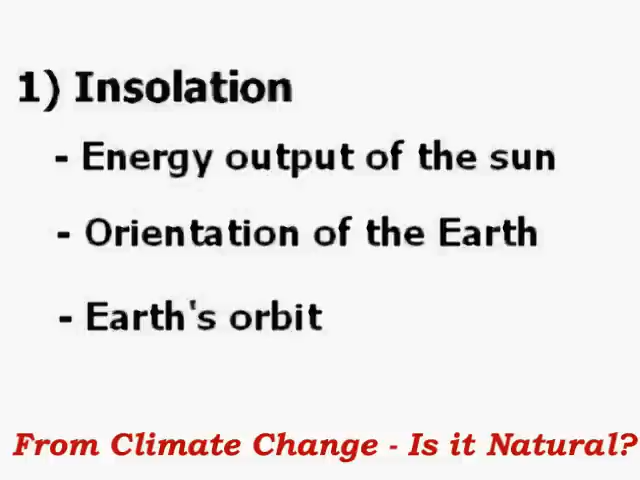 1) Insolation
- Energy output of the sun
- Orientation of the Earth
- Earth's orbit
From Climate Change - Is it Natural?